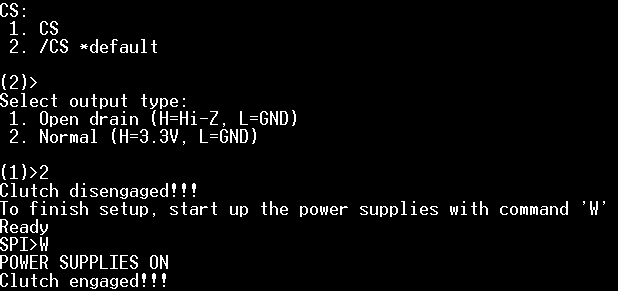 CS:
1. CS
2. /CS *default
(2)>
Select output type:
1. Open drain (H=Hi-Z, L=GND)
2. Normal (H=3.3V, L=GND)
(1)>2
Clutch disengaged!!!
To finish setup, start up the power supplies with command 'W'
Ready
SPI>W
POWER SUPPLIES ON
Clutch engaged!!!